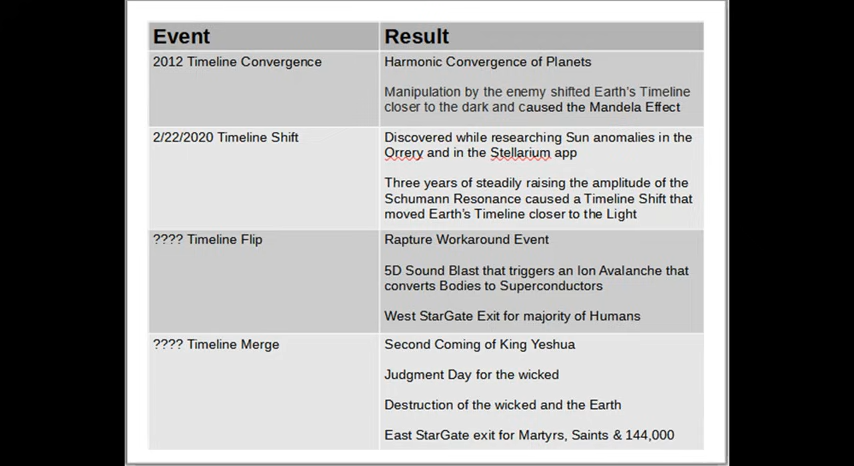 Event
Result
2012 Timeline Convergence
Harmonic Convergence of Planets
Manipulation by the enemy shifted Earth's Timeline
closer to the dark and caused the Mandela Effect
2/22/2020 Timeline Shift
Discovered while researching Sun anomalies in the
Orrery and in the Stellarium app
Three years of steadily raising the amplitude of the
Schumann Resonance caused a Timeline Shift that
moved Earth's Timeline closer to the Light
???? Timeline Flip
Rapture Workaround Event
5D Sound Blast that triggers an Ion Avalanche that
converts Bodies to Superconductors
West StarGate Exit for majority of Humans
???? Timeline Merge
Second Coming of King Yeshua
Judgment Day for the wicked
Destruction of the wicked and the Earth
East StarGate exit for Martyrs, Saints & 144,000